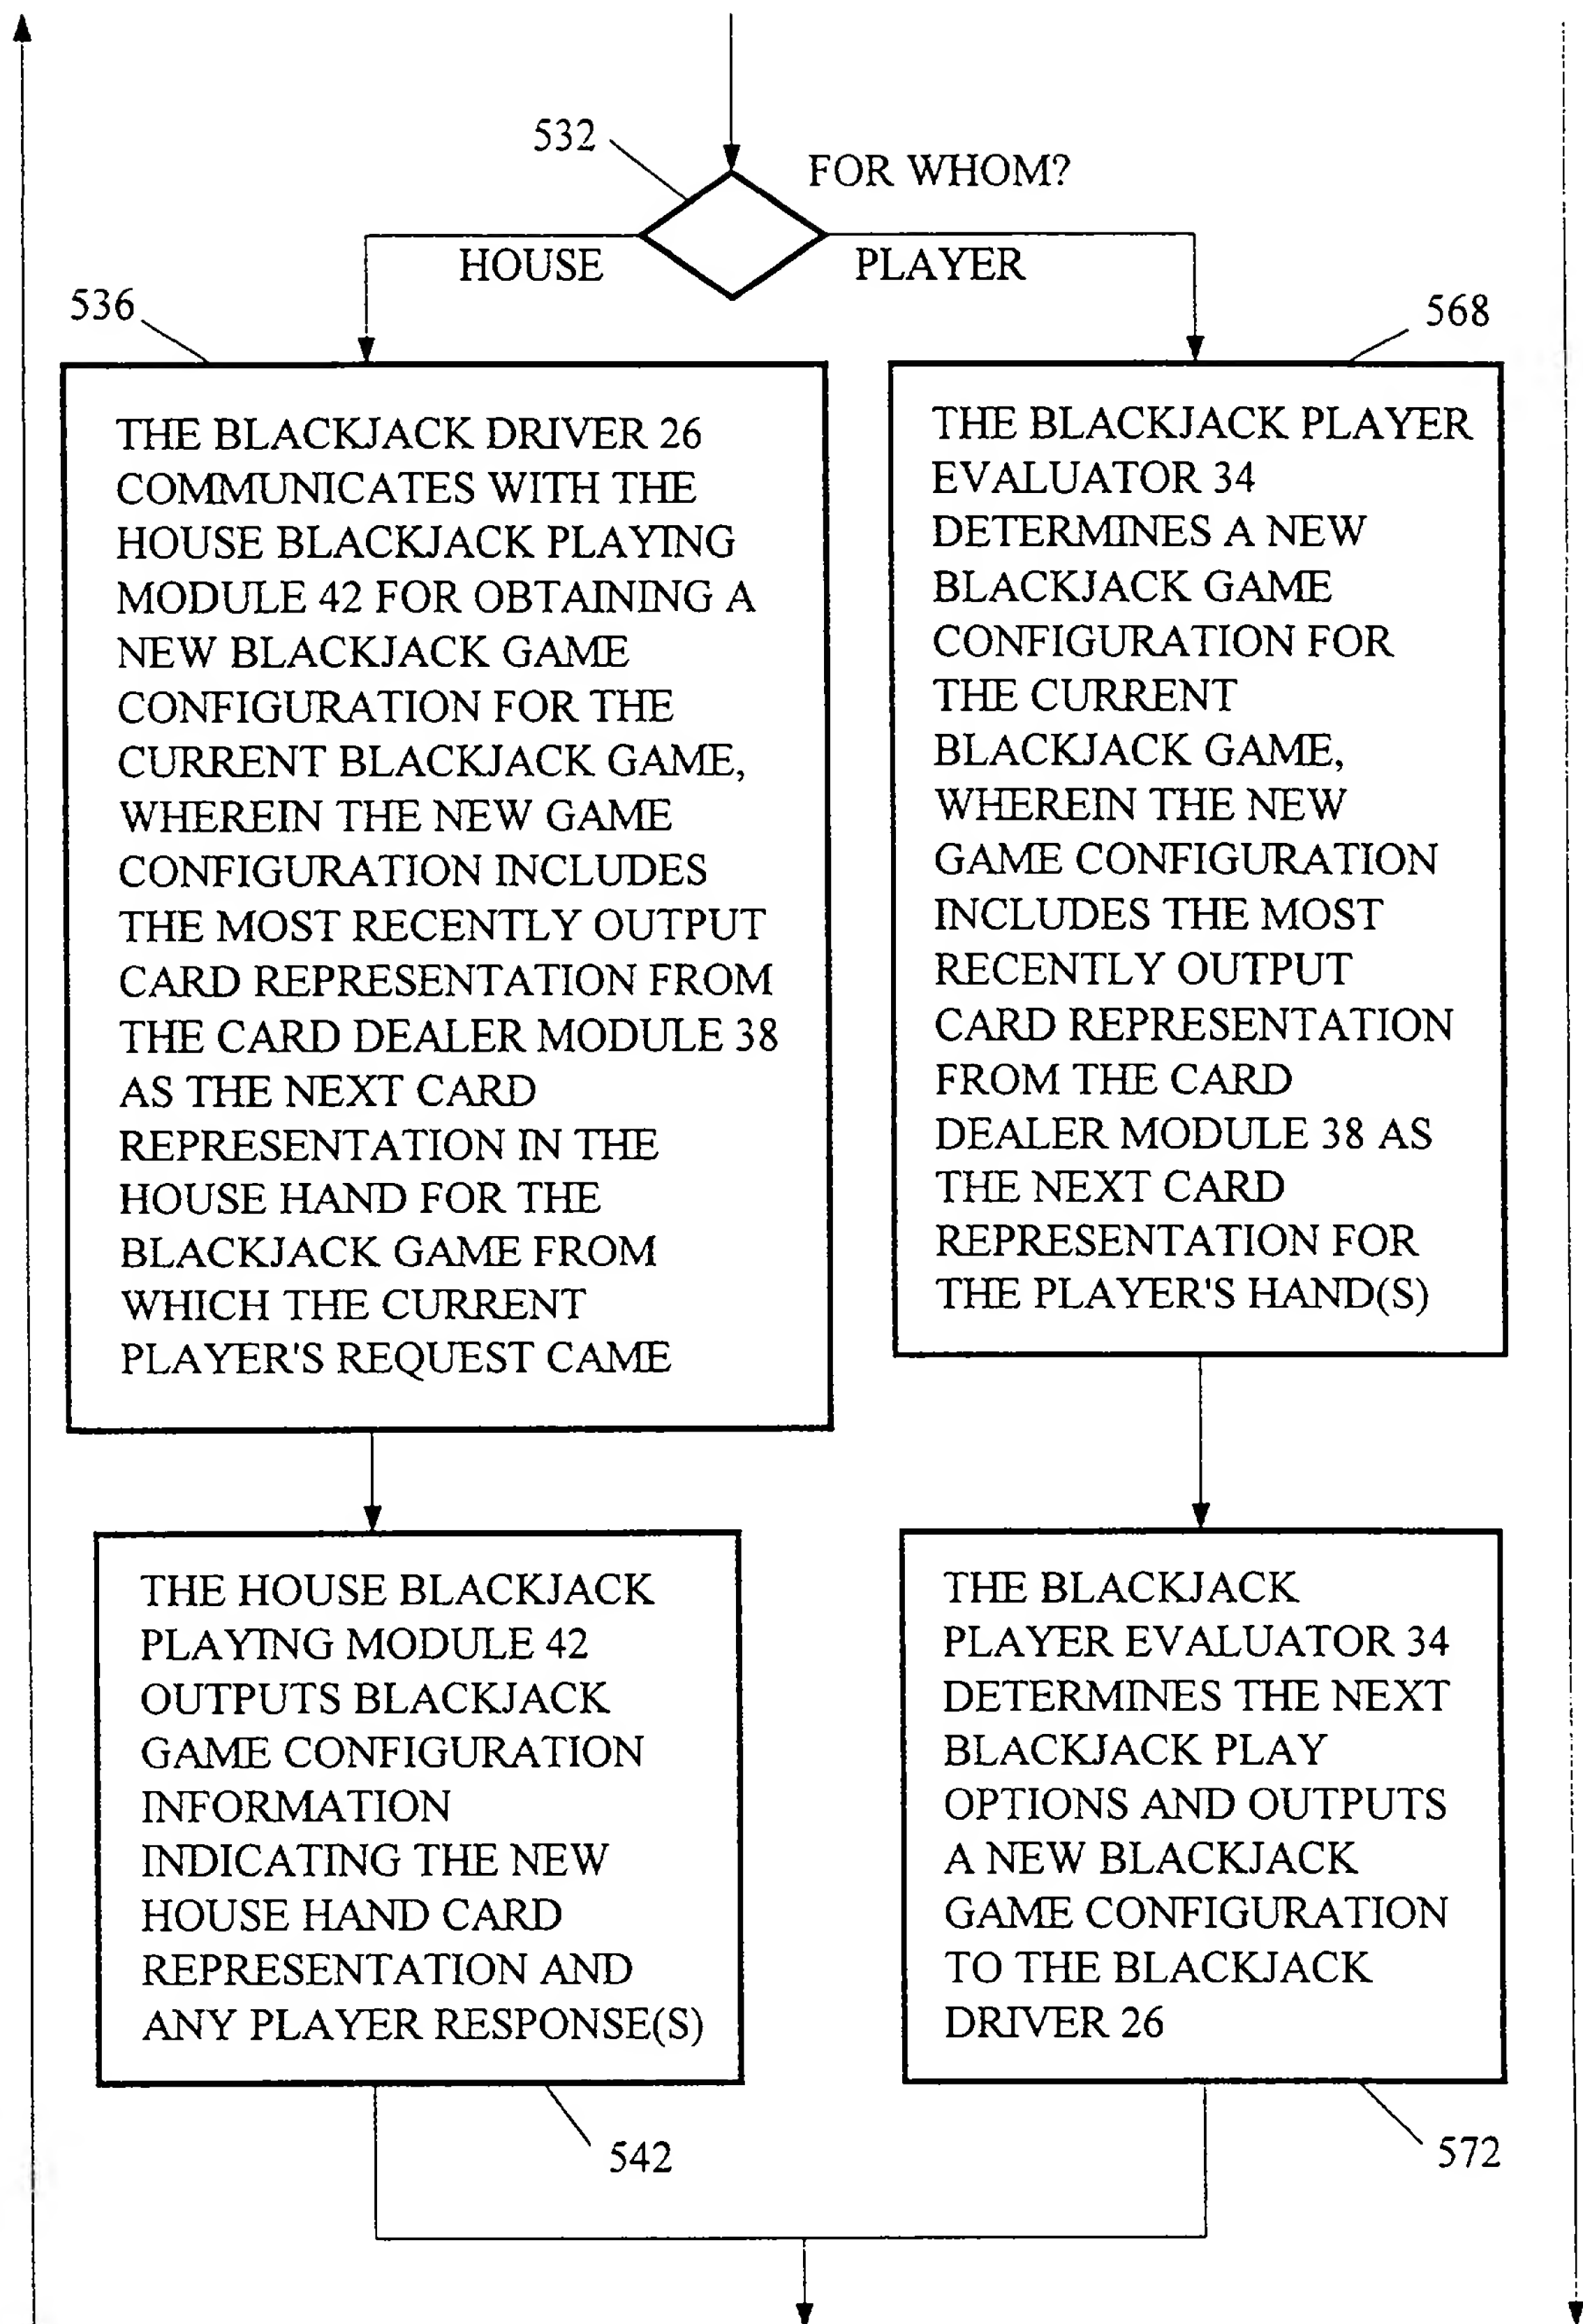 532
FOR WHOM?
HOUSE
PLAYER
536
THE BLACKJACK DRIVER 26
COMMUNICATES WITH THE
HOUSE BLACKJACK PLAYING
MODULE 42 FOR OBTAINING A
NEW BLACKJACK GAME
CONFIGURATION FOR THE
CURRENT BLACKJACK GAME,
WHEREIN THE NEW GAME
CONFIGURATION INCLUDES
THE MOST RECENTLY OUTPUT
CARD REPRESENTATION FROM
THE CARD DEALER MODULE 38
AS THE NEXT CARD
REPRESENTATION IN THE
HOUSE HAND FOR THE
BLACKJACK GAME FROM
WHICH THE CURRENT
PLAYER'S REQUEST CAME
568
THE BLACKJACK PLAYER
EVALUATOR 34
DETERMINES A NEW
BLACKJACK GAME
CONFIGURATION FOR
THE CURRENT
BLACKJACK GAME,
WHEREIN THE NEW
GAME CONFIGURATION
INCLUDES THE MOST
RECENTLY OUTPUT
CARD REPRESENTATION
FROM THE CARD
DEALER MODULE 38 AS
THE NEXT CARD
REPRESENTATION FOR
THE PLAYER'S HAND(S)
THE HOUSE BLACKJACK
PLAYING MODULE 42
OUTPUTS BLACKJACK
GAME CONFIGURATION
INFORMATION
INDICATING THE NEW
HOUSE HAND CARD
REPRESENTATION AND
ANY PLAYER RESPONSE(S)
542
THE BLACKJACK
PLAYER EVALUATOR 34
DETERMINES THE NEXT
BLACKJACK PLAY
OPTIONS AND OUTPUTS
A NEW BLACKJACK
GAME CONFIGURATION
TO THE BLACKJACK
DRIVER 26
572